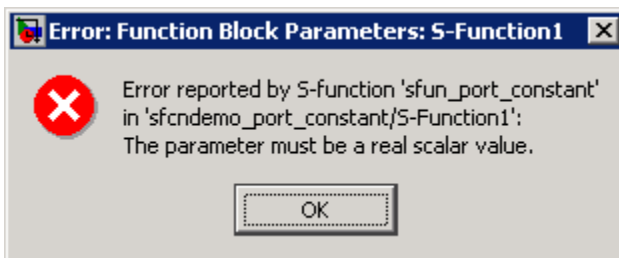 Error: Function Block Parameters: S-Function1
Error reported by S-function 'sfun_port_constant'
in 'sfcndemo_port_constant/S-Function1':
The parameter must be a real scalar value.
OK